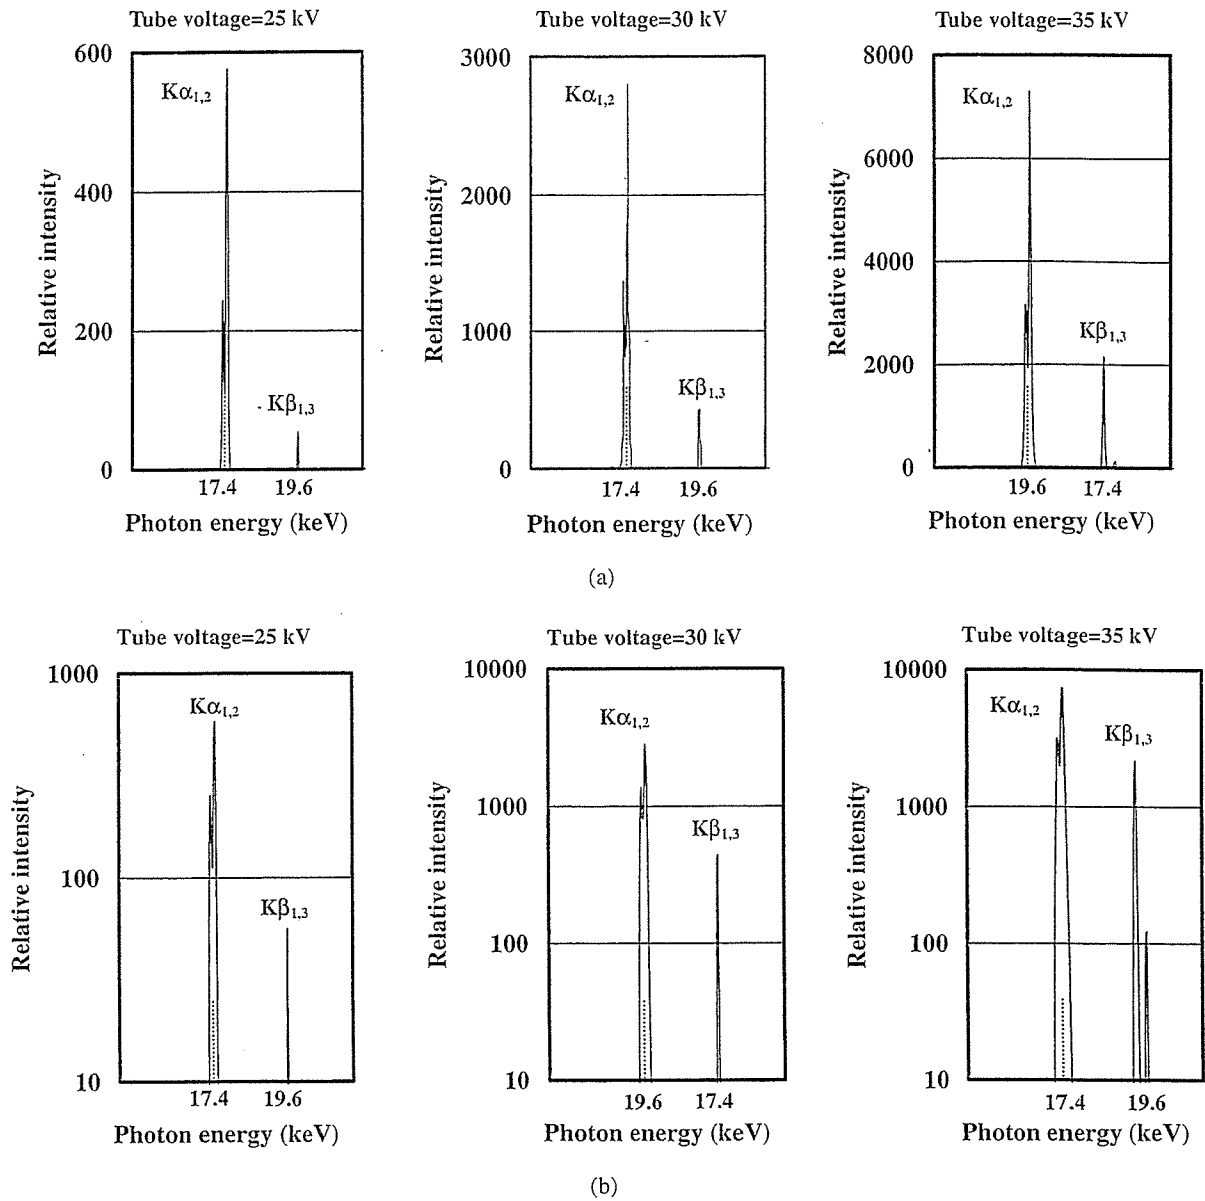 Tube voltage=25 kV
Tube voltage=30 kV
Tube voltage=35 kV
600
400
200
0
Relative intensity
Kα1,2
Kβ1,3
17.4 19.6
Photon energy (keV)
3000
2000
1000
0
Relative intensity
Kα1,2
Kβ1,3
17.4 19.6
Photon energy (keV)
8000
6000
4000
2000
0
Relative intensity
Kα1,2
Kβ1,3
19.6 17.4
Photon energy (keV)
(a)
Tube voltage=25 kV
Tube voltage=30 kV
Tube voltage=35 kV
1000
100
10
Relative intensity
Kα1,2
Kβ1,3
17.4 19.6
Photon energy (keV)
10000
1000
100
10
Relative intensity
Kα1,2
Kβ1,3
19.6 17.4
Photon energy (keV)
10000
1000
100
10
Relative intensity
Kα1,2
Kβ1,3
17.4 19.6
Photon energy (keV)
(b)